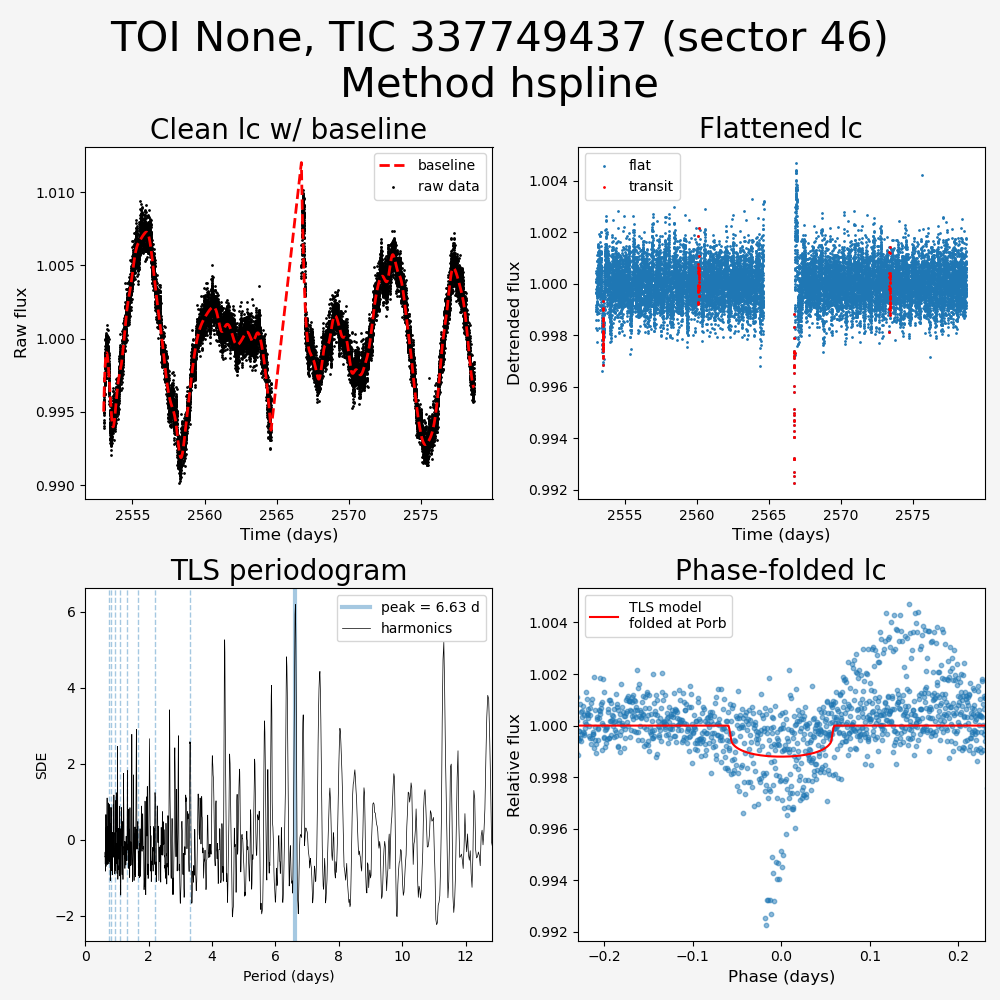 TOI None, TIC 337749437 (sector 46)
Method hspline
Clean lc w/ baseline
Raw flux
1.010
1.005
1.000
0.995
0.990
baseline
raw data
2555
2560
2565
2570
2575
Time (days)
Flattened lc
Detrended flux
1.004
1.002
1.000
0.998
0.996
0.994
0.992
flat
transit
2555
2560
2565
2570
2575
Time (days)
TLS periodogram
SDE
6
4
2
0
−2
peak = 6.63 d
harmonics
0
2
4
6
8
10
12
Period (days)
Phase-folded lc
Relative flux
1.004
1.002
1.000
0.998
0.996
0.994
0.992
TLS model
folded at Porb
−0.2
−0.1
0.0
0.1
0.2
Phase (days)